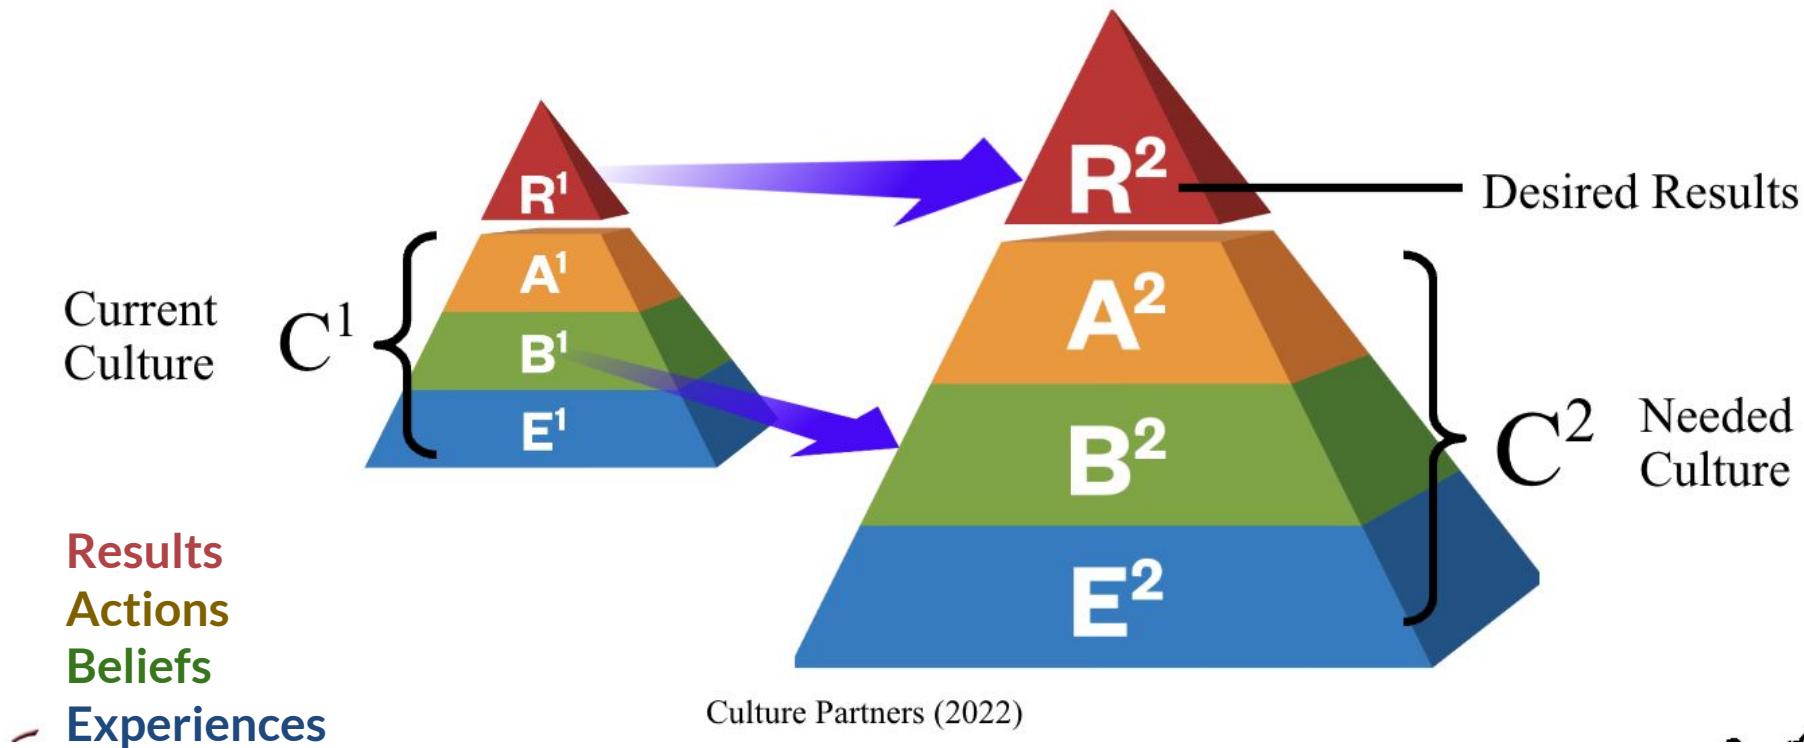 R¹
A¹
B¹
E¹
Current
Culture
C¹
R²
A²
B²
E²
Desired Results
C²
Needed
Culture
Results
Actions
Beliefs
Experiences
Culture Partners (2022)